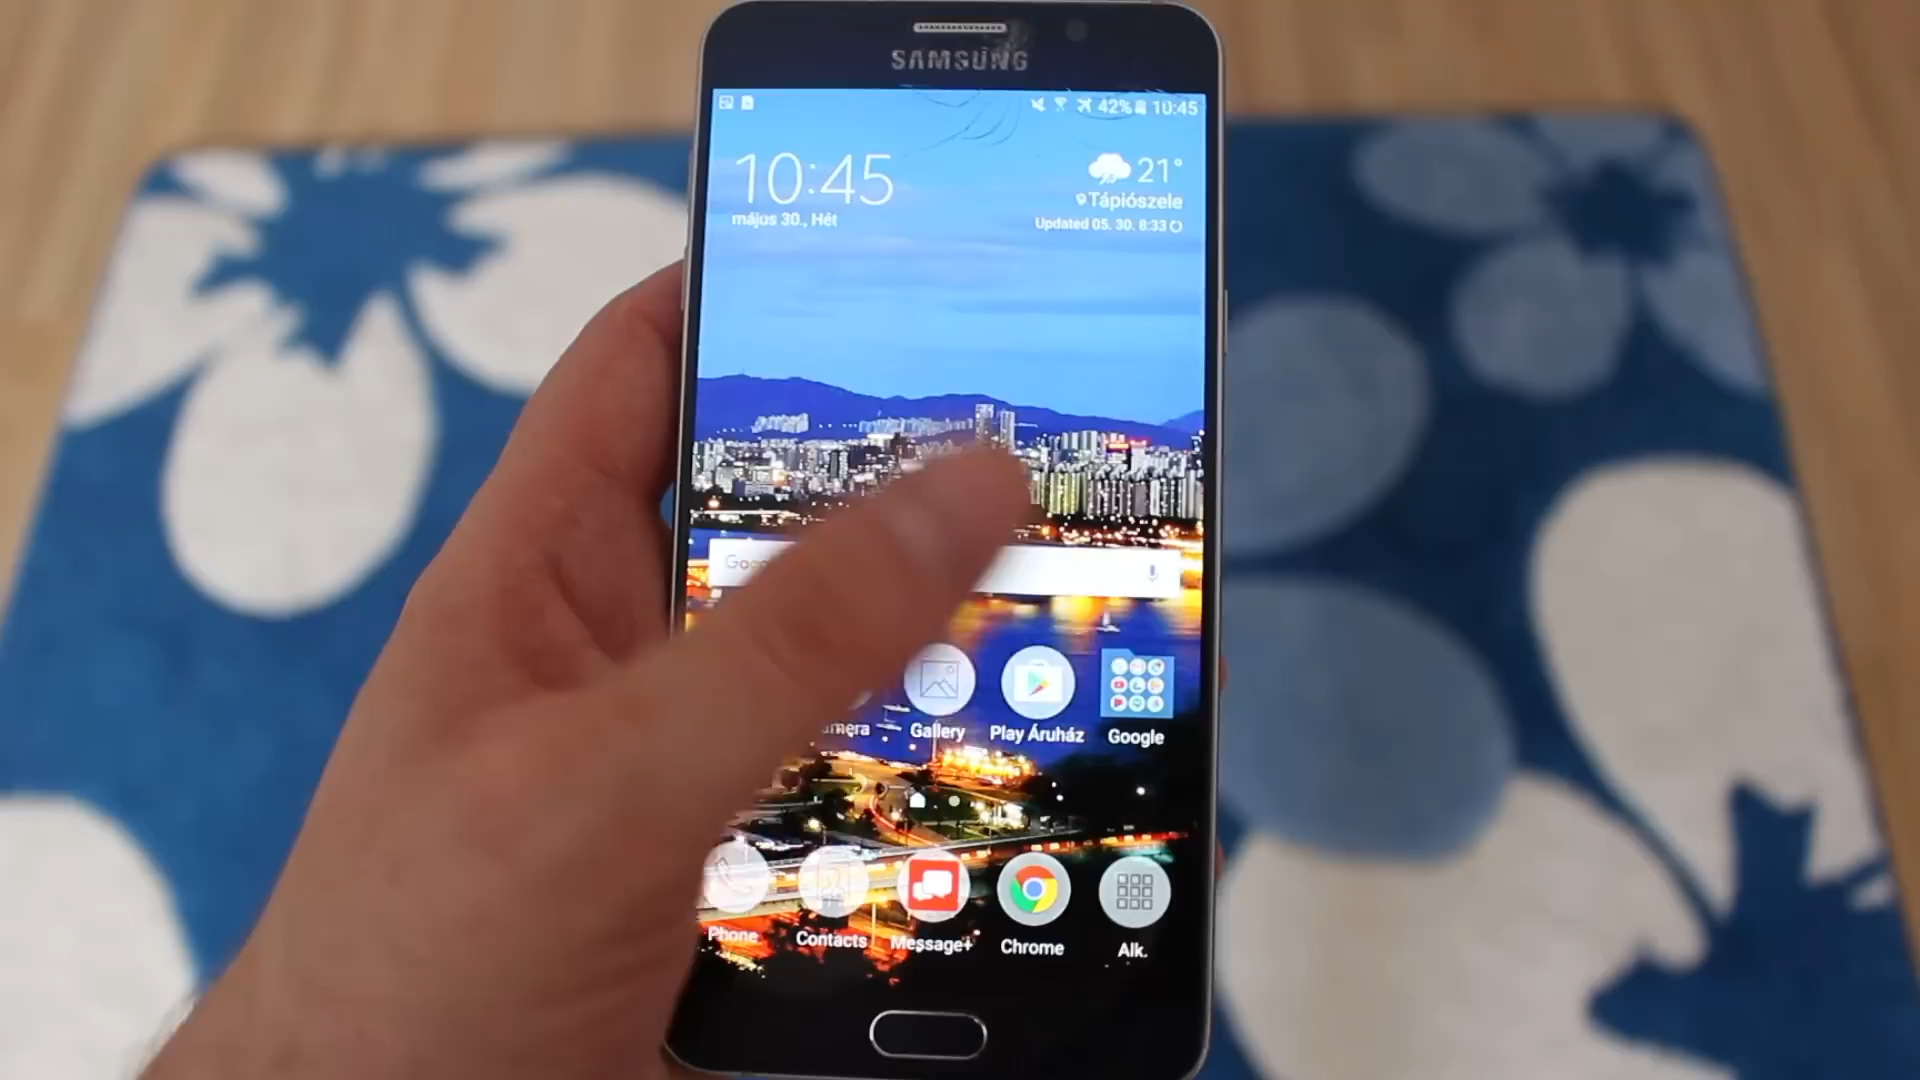 SAMSUNG
42% 10:45
10:45
21°
május 30., Hét
Tápiószele
Updated 05. 30. 8:33
Gallery
Play Áruház
Google
Phone
Contacts
Message+
Chrome
Alk.